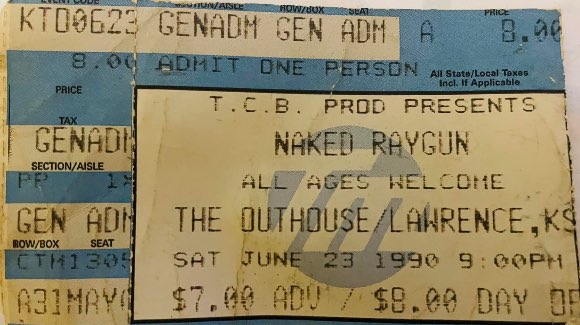 EVENT CODE SECTION/AISLE ROW/BOX SEAT PRICE
KTD0623 GENADM GEN ADM A 8.00
8.00 ADMIT ONE PERSON All State/Local Taxes
Incl. If Applicable
PRICE
T.C.B. PROD PRESENTS
TAX
GENADM NAKED RAYGUN
SECTION/AISLE
PP ALL AGES WELCOME
GEN ADM THE OUTHOUSE/LAWRENCE,KS
ROW/BOX SEAT
CTM1305 SAT JUNE 23 1990 9:00PM
A31MAY $7.00 ADV / $8.00 DAY OF